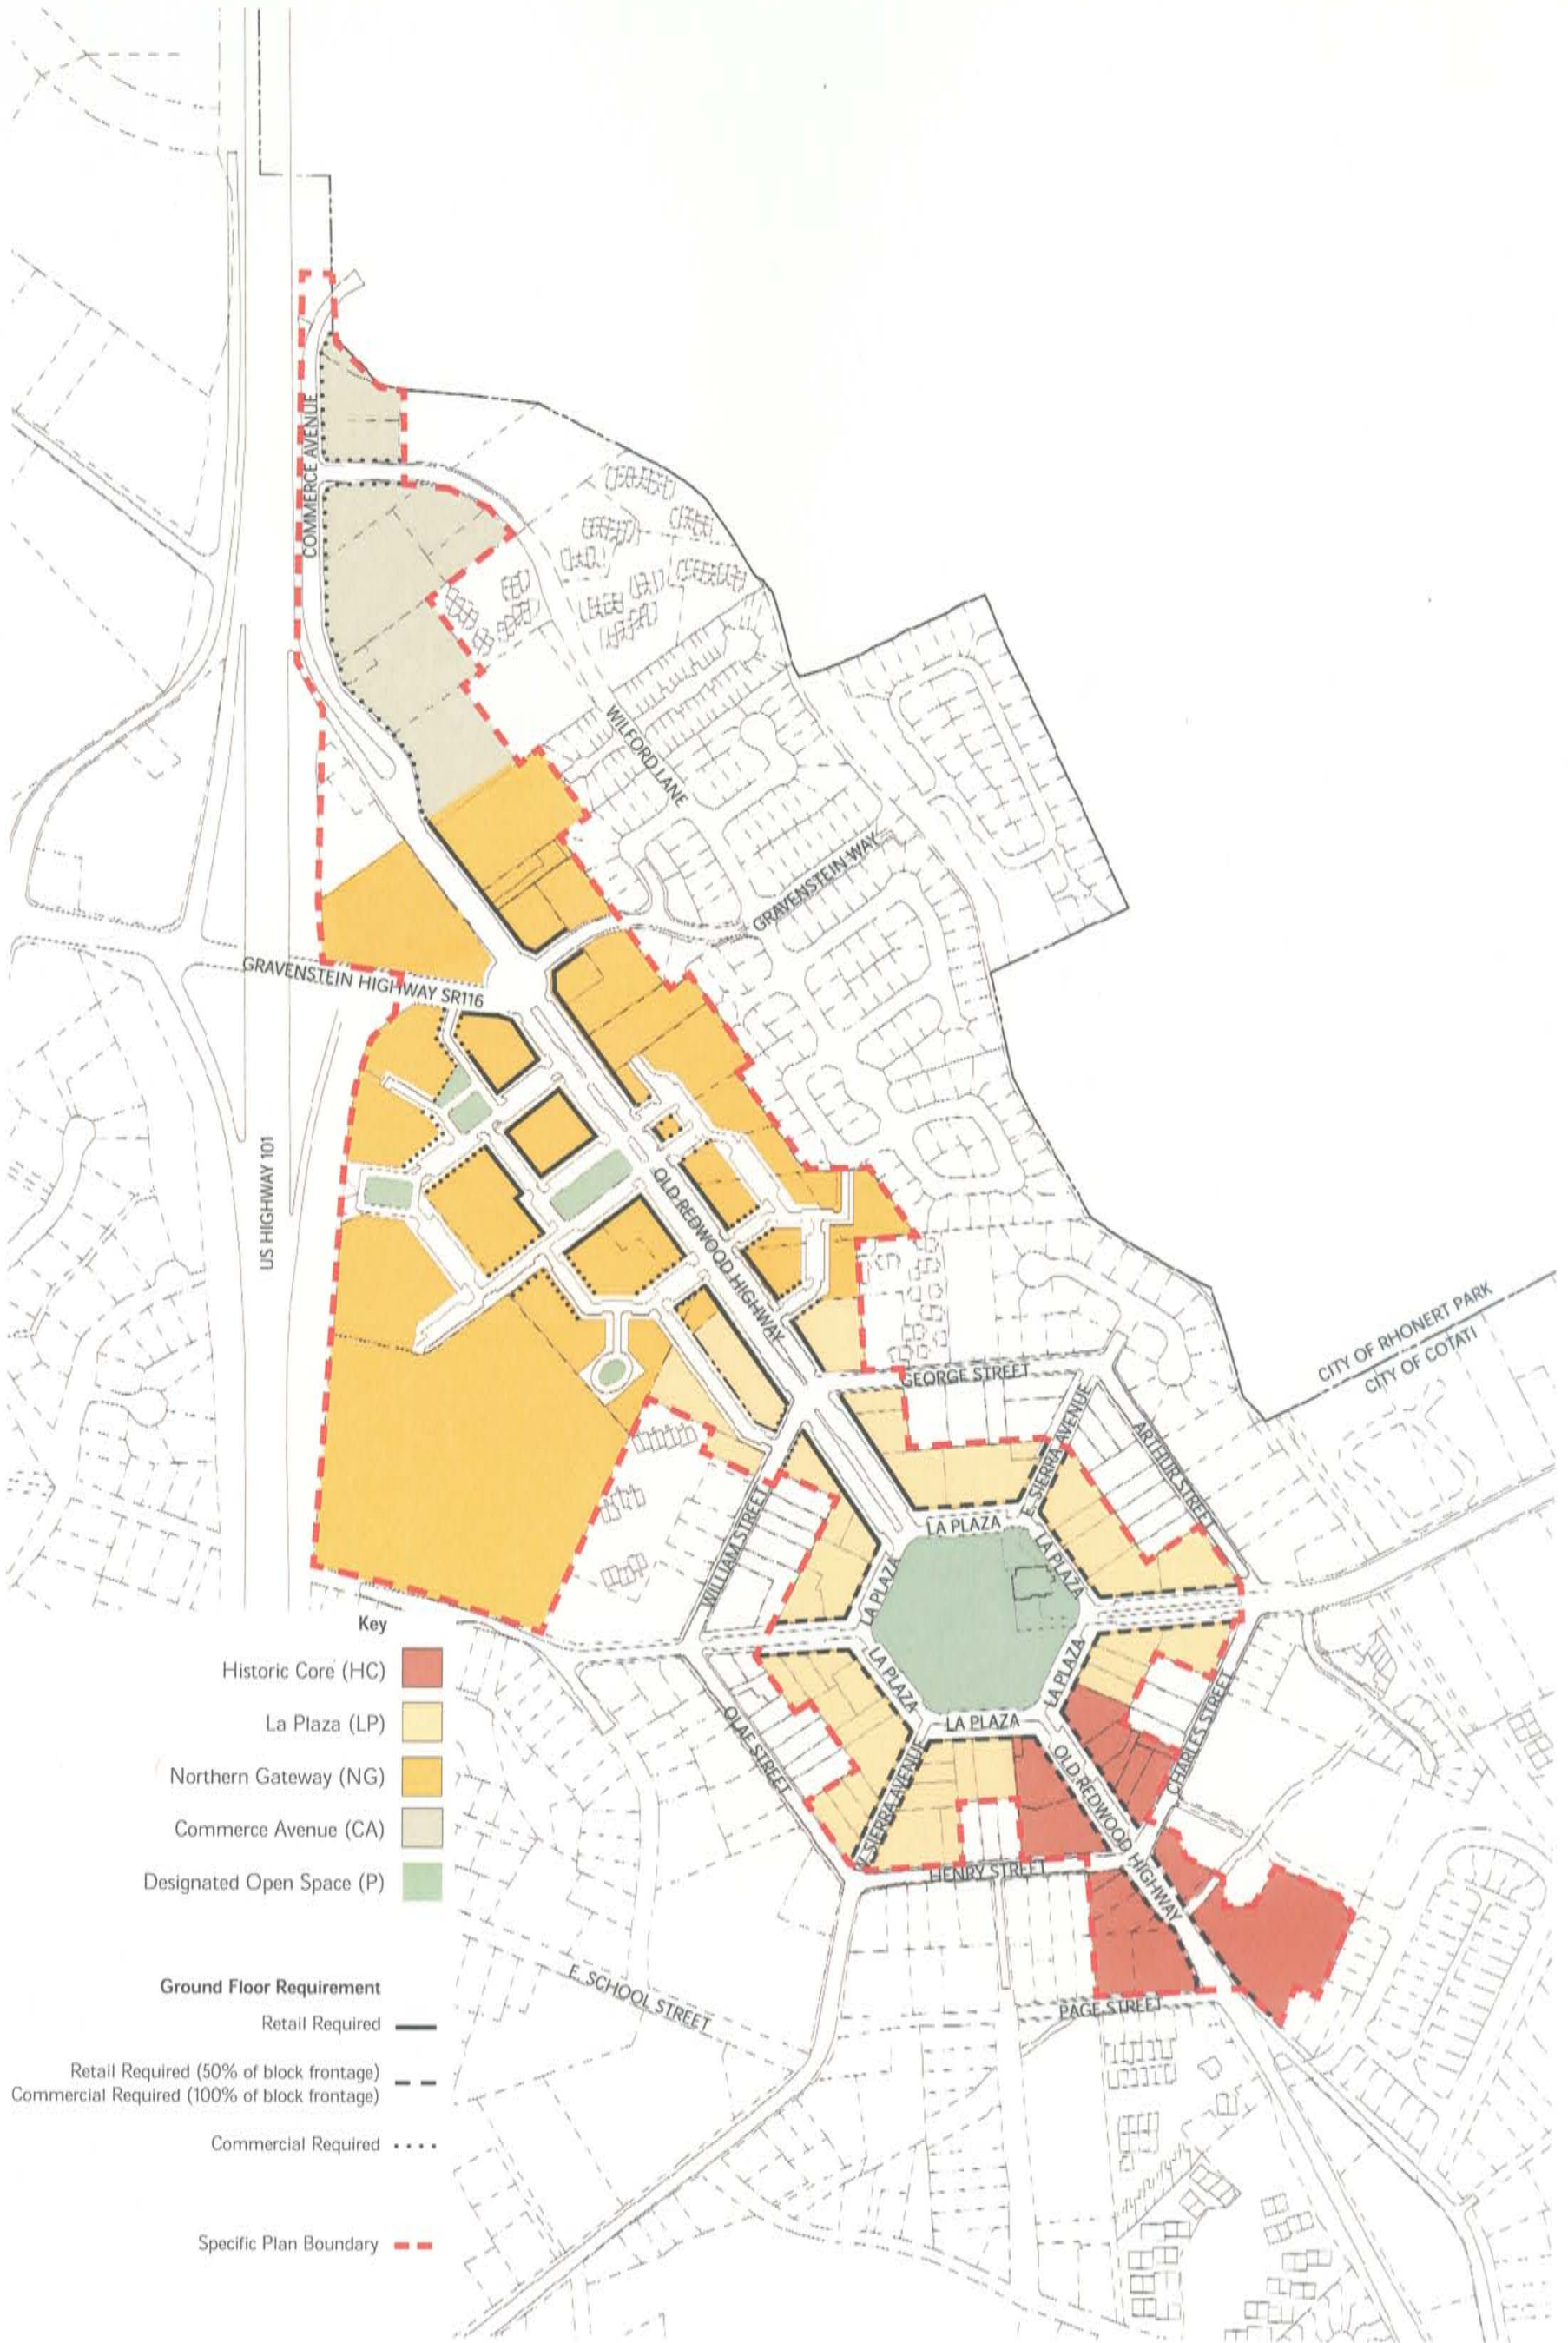 COMMERCE AVENUE
WILFORD LANE
GRAVENSTEIN WAY
GRAVENSTEIN HIGHWAY SR116
US HIGHWAY 101
OLD REDWOOD HIGHWAY
CITY OF RHONERT PARK
CITY OF COTATI
GEORGE STREET
E. SIERRA AVENUE
ARTHUR STREET
LA PLAZA
LA PLAZA
LA PLAZA
WILLIAM STREET
LA PLAZA
LA PLAZA
LA PLAZA
OLAF STREET
W. SIERRA AVENUE
OLD REDWOOD HIGHWAY
CHARLES STREET
HENRY STREET
E. SCHOOL STREET
PAGE STREET
Key
Historic Core (HC)
La Plaza (LP)
Northern Gateway (NG)
Commerce Avenue (CA)
Designated Open Space (P)
Ground Floor Requirement
Retail Required
Retail Required (50% of block frontage)
Commercial Required (100% of block frontage)
Commercial Required
Specific Plan Boundary